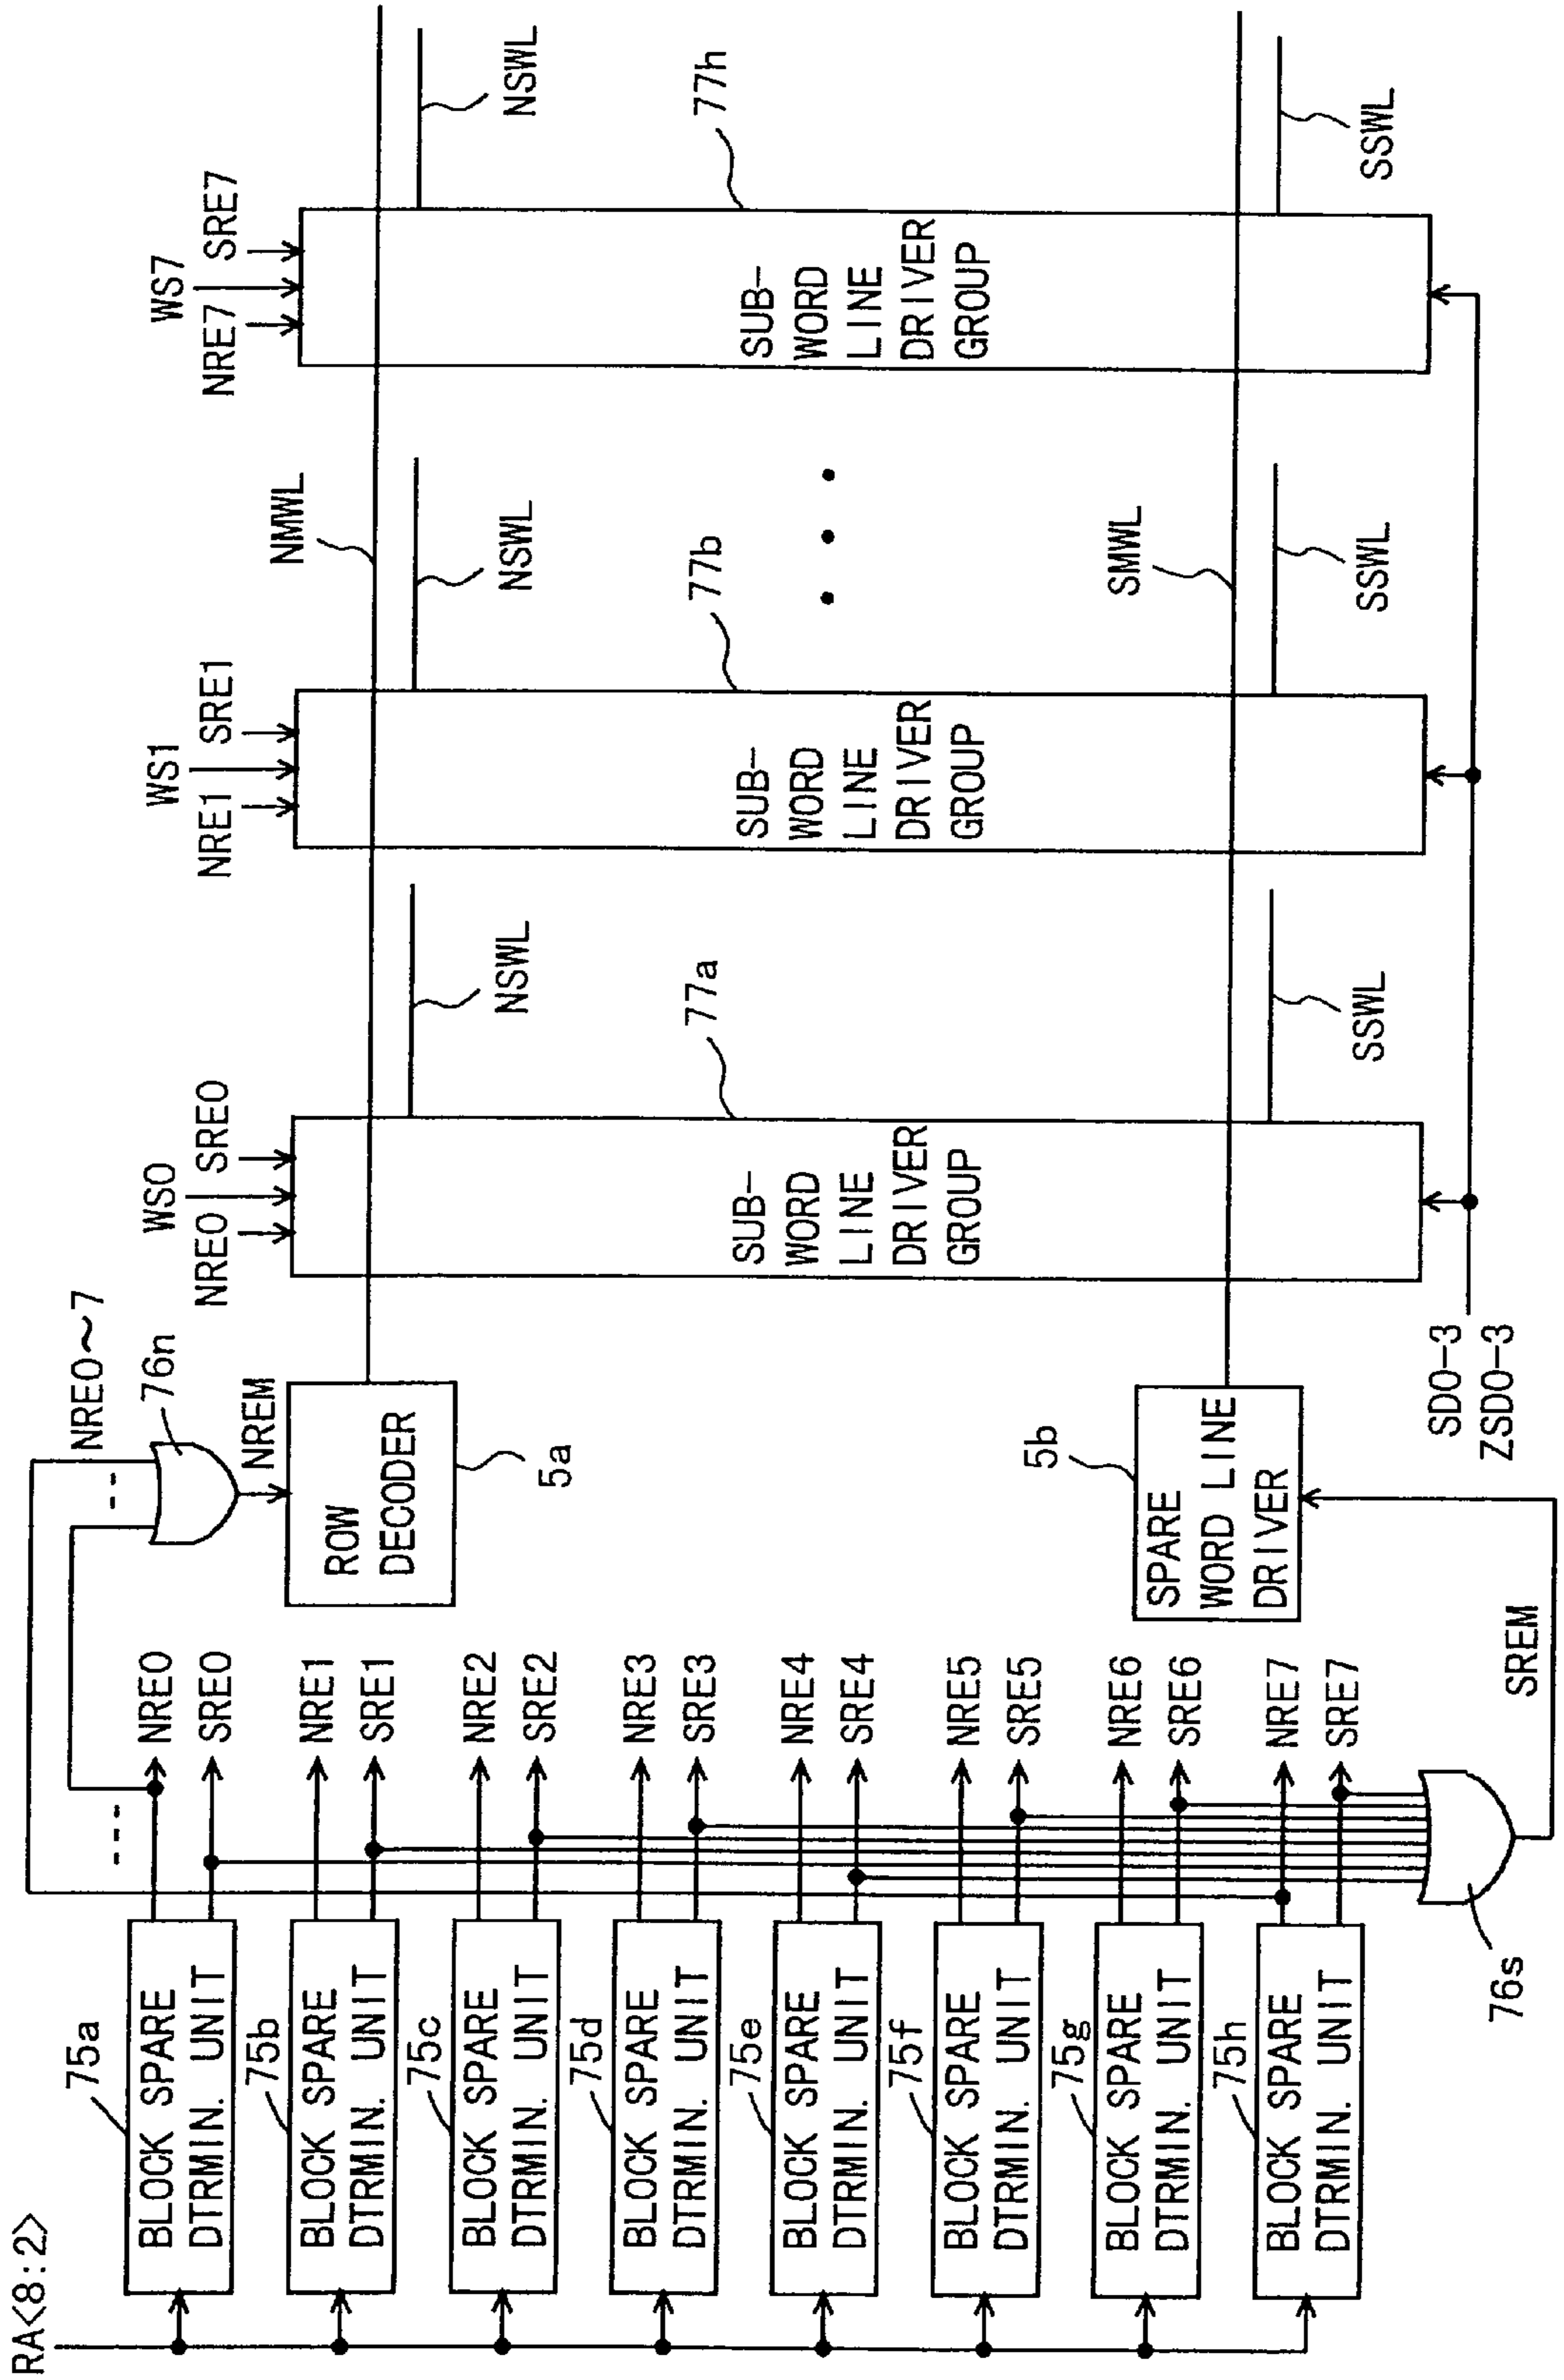 RA<8:2>
75a
BLOCK SPARE
DTRMIN. UNIT
75b
BLOCK SPARE
DTRMIN. UNIT
75c
BLOCK SPARE
DTRMIN. UNIT
75d
BLOCK SPARE
DTRMIN. UNIT
75e
BLOCK SPARE
DTRMIN. UNIT
75f
BLOCK SPARE
DTRMIN. UNIT
75g
BLOCK SPARE
DTRMIN. UNIT
75h
BLOCK SPARE
DTRMIN. UNIT
NRE0
SRE0
NRE1
SRE1
NRE2
SRE2
NRE3
SRE3
NRE4
SRE4
NRE5
SRE5
NRE6
SRE6
NRE7
SRE7
76s
SREM
NRE0~7
76n
NREM
ROW
DECODER
5a
5b
SPARE
WORD LINE
DRIVER
SD0-3
ZSD0-3
WS0
NRE0 SRE0
SUB-
WORD
LINE
DRIVER
GROUP
77a
NSWL
SSWL
WS1
NRE1 SRE1
SUB-
WORD
LINE
DRIVER
GROUP
77b
NMWL
NSWL
SMWL
SSWL
WS7
NRE7 SRE7
SUB-
WORD
LINE
DRIVER
GROUP
77h
NSWL
SSWL